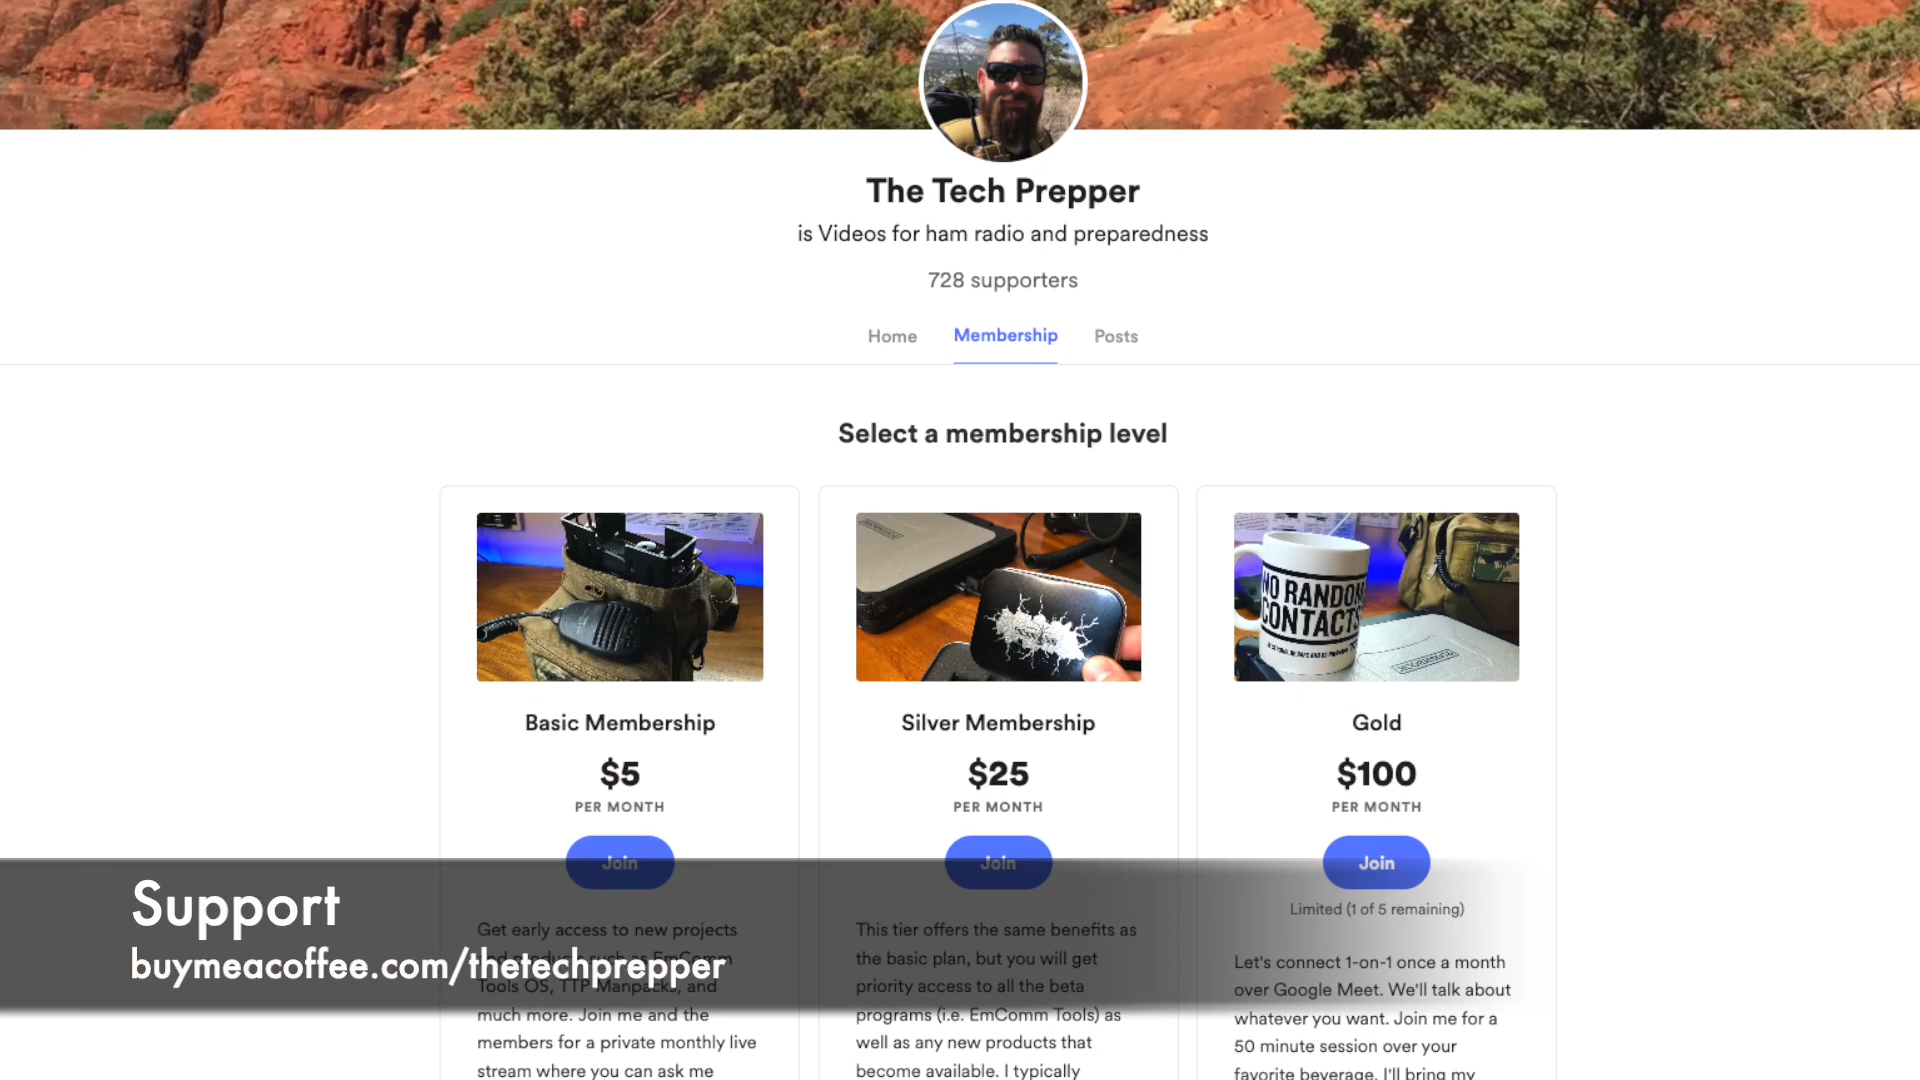 The Tech Prepper
is Videos for ham radio and preparedness
728 supporters
Home
Membership
Posts
Select a membership level
NO RANDOM
CONTACTS
Basic Membership
$5
PER MONTH
Join
Get early access to new projects
and products such as EmComm
Tools OS, TTP Manpacks, and
much more. Join me and the
members for a private monthly live
stream where you can ask me
Silver Membership
$25
PER MONTH
Join
This tier offers the same benefits as
the basic plan, but you will get
priority access to all the beta
programs (i.e. EmComm Tools) as
well as any new products that
become available. I typically
Gold
$100
PER MONTH
Join
Limited (1 of 5 remaining)
Let's connect 1-on-1 once a month
over Google Meet. We'll talk about
whatever you want. Join me for a
50 minute session over your
favorite beverage. I'll bring my
Support
buymeacoffee.com/thetechprepper